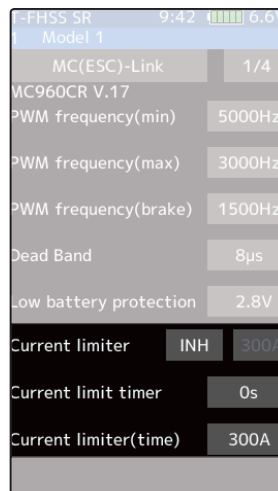 T-FHSS SR 9:42 6.6V
1 Model 1
MC(ESC)-Link 1/4
MC960CR V.17
PWM frequency(min) 5000Hz
PWM frequency(max) 3000Hz
PWM frequency(brake) 1500Hz
Dead Band 8µs
Low battery protection 2.8V
Current limiter INH 300A
Current limit timer 0s
Current limiter(time) 300A